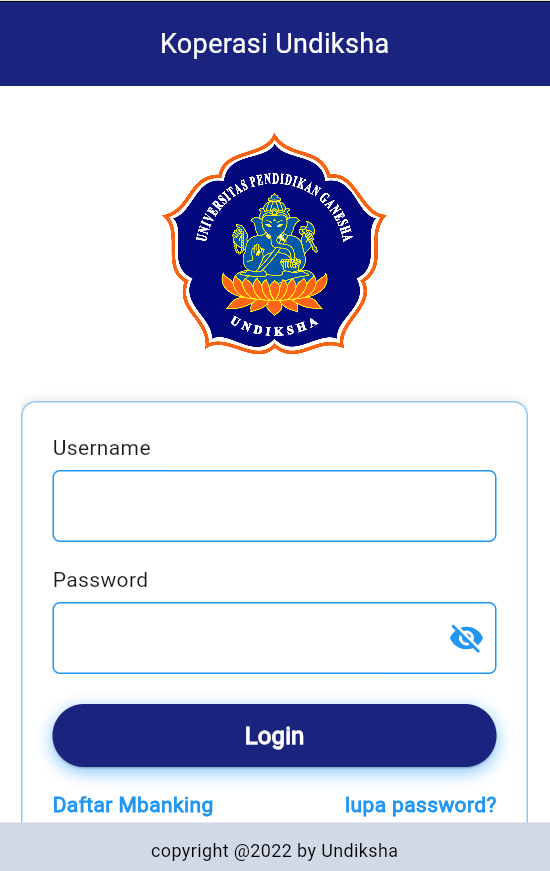 Koperasi Undiksha
UNIVERSITAS PENDIDIKAN GANESHA
UNDIKSHA
Username
Password
Login
Daftar Mbanking
lupa password?
copyright @2022 by Undiksha